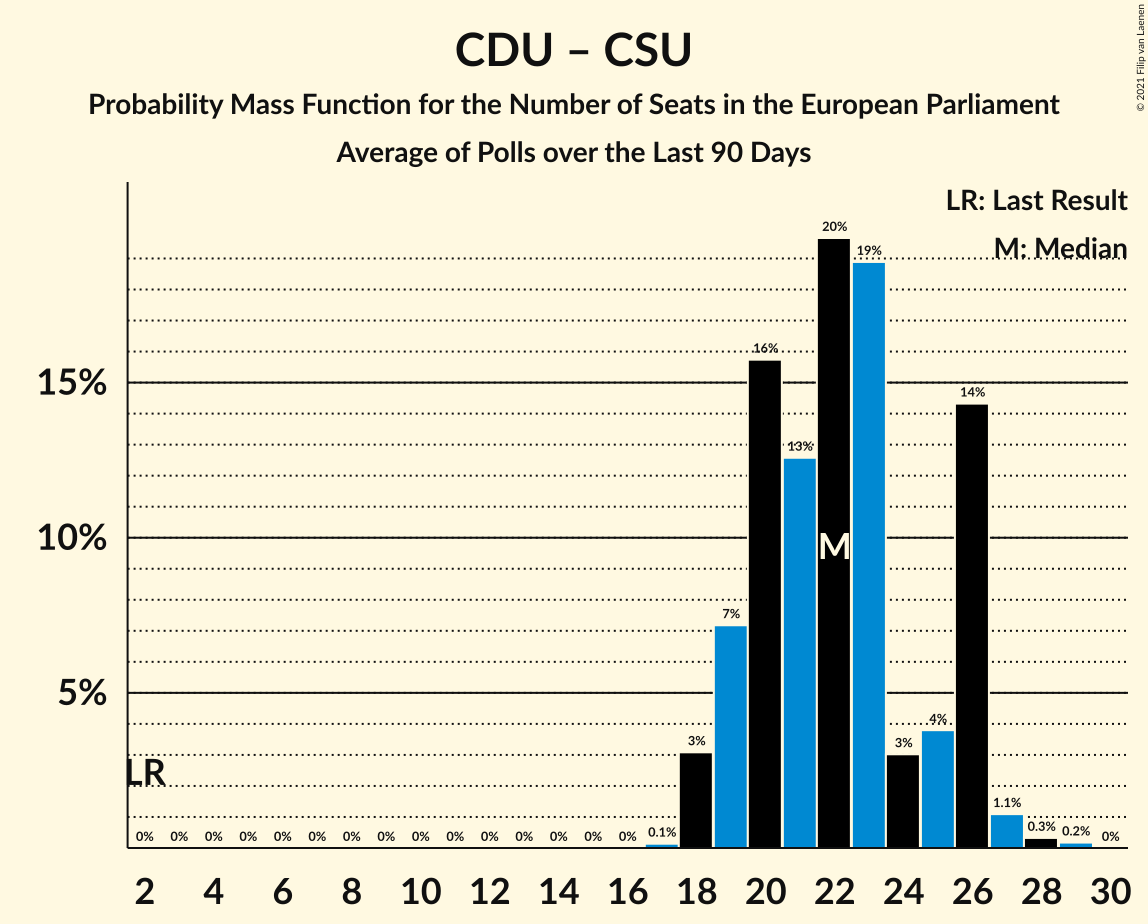 © 2021 Filip van Laenen
CDU – CSU
Probability Mass Function for the Number of Seats in the European Parliament
Average of Polls over the Last 90 Days
LR: Last Result
M: Median
20%
19%
16%
15%
14%
13%
10%
M
7%
5%
4%
3%
3%
LR
1.1%
0.3%
0.2%
0.1%
0% 0% 0% 0% 0% 0% 0% 0% 0% 0% 0% 0% 0% 0% 0% 0%
2 4 6 8 10 12 14 16 18 20 22 24 26 28 30